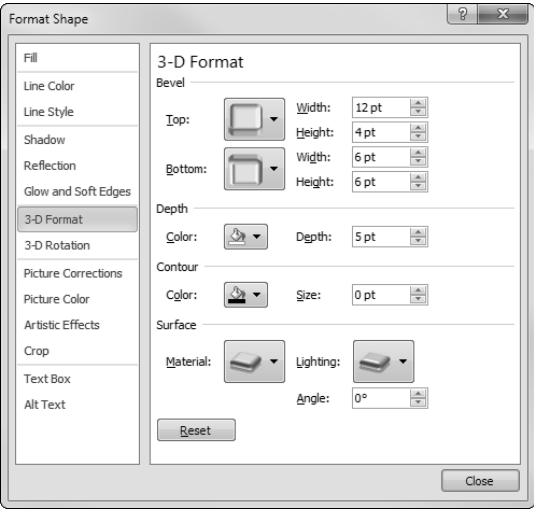 Format Shape
?
Fill
Line Color
Line Style
Shadow
Reflection
Glow and Soft Edges
3-D Format
3-D Rotation
Picture Corrections
Picture Color
Artistic Effects
Crop
Text Box
Alt Text
3-D Format
Bevel
Top:
Width: 12 pt
Height: 4 pt
Bottom:
Width: 6 pt
Height: 6 pt
Depth
Color: Depth: 5 pt
Contour
Color: Size: 0 pt
Surface
Material: Lighting:
Angle: 0°
Reset
Close